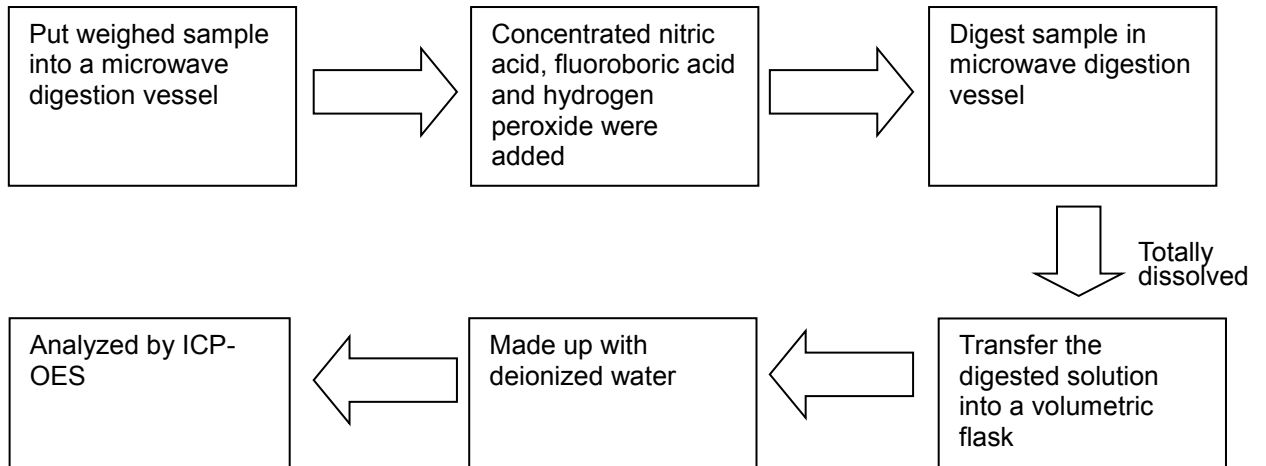 Put weighed sample
into a microwave
digestion vessel
Concentrated nitric
acid, fluoroboric acid
and hydrogen
peroxide were
added
Digest sample in
microwave digestion
vessel
Totally
dissolved
Transfer the
digested solution
into a volumetric
flask
Made up with
deionized water
Analyzed by ICP-
OES